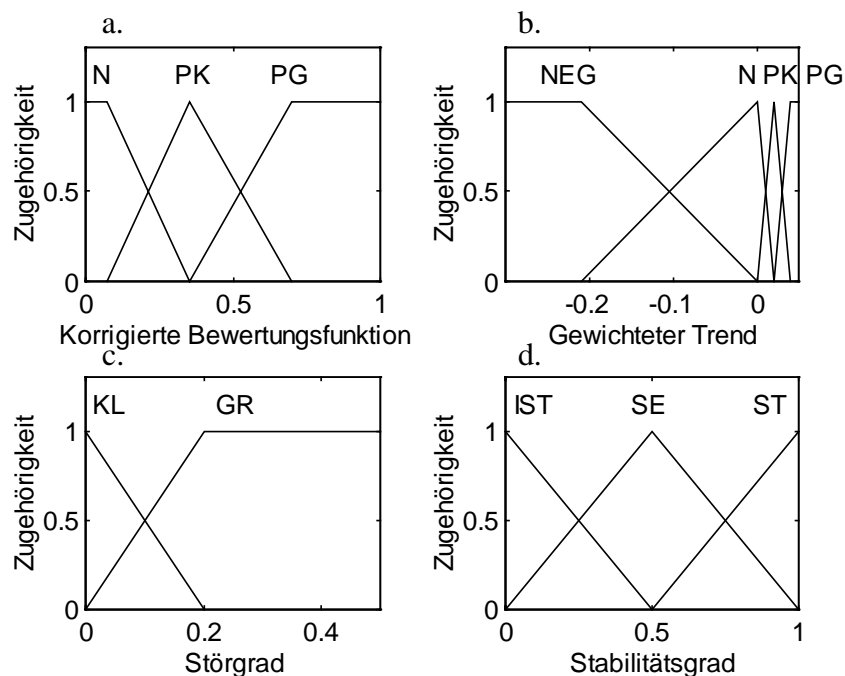 a.
N PK PG
Zugehörigkeit
1
0.5
0
0 0.5 1
Korrigierte Bewertungsfunktion
b.
NEG N PK PG
Zugehörigkeit
1
0.5
0
-0.2 -0.1 0
Gewichteter Trend
c.
KL GR
Zugehörigkeit
1
0.5
0
0 0.2 0.4
Störgrad
d.
IST SE ST
Zugehörigkeit
1
0.5
0
0 0.5 1
Stabilitätsgrad